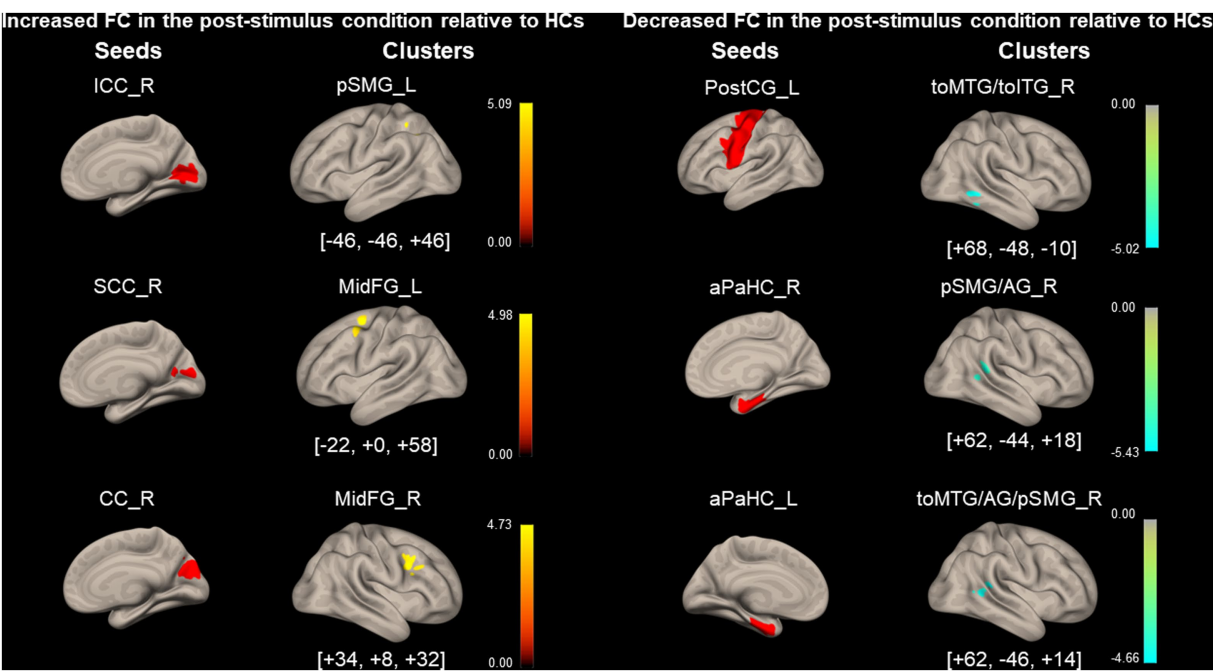 Increased FC in the post-stimulus condition relative to HCs
Seeds Clusters
ICC_R pSMG_L
5.09
0.00
[-46, -46, +46]
SCC_R MidFG_L
4.98
0.00
[-22, +0, +58]
CC_R MidFG_R
4.73
0.00
[+34, +8, +32]
Decreased FC in the post-stimulus condition relative to HCs
Seeds Clusters
PostCG_L toMTG/toITG_R
0.00
-5.02
[+68, -48, -10]
aPaHC_R pSMG/AG_R
0.00
-5.43
[+62, -44, +18]
aPaHC_L toMTG/AG/pSMG_R
0.00
-4.66
[+62, -46, +14]